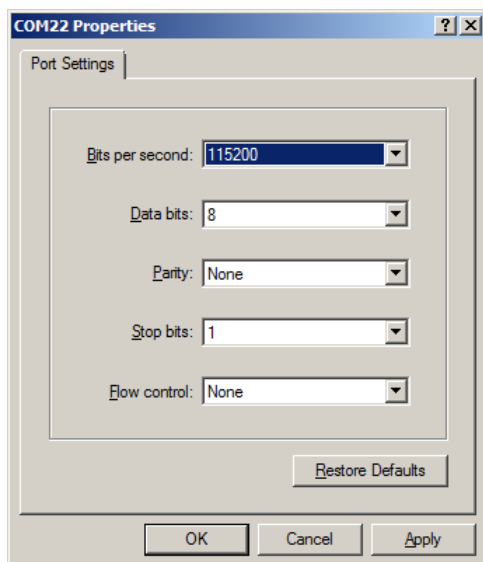 COM22 Properties
Port Settings
Bits per second: 115200
Data bits: 8
Parity: None
Stop bits: 1
Flow control: None
Restore Defaults
OK Cancel Apply